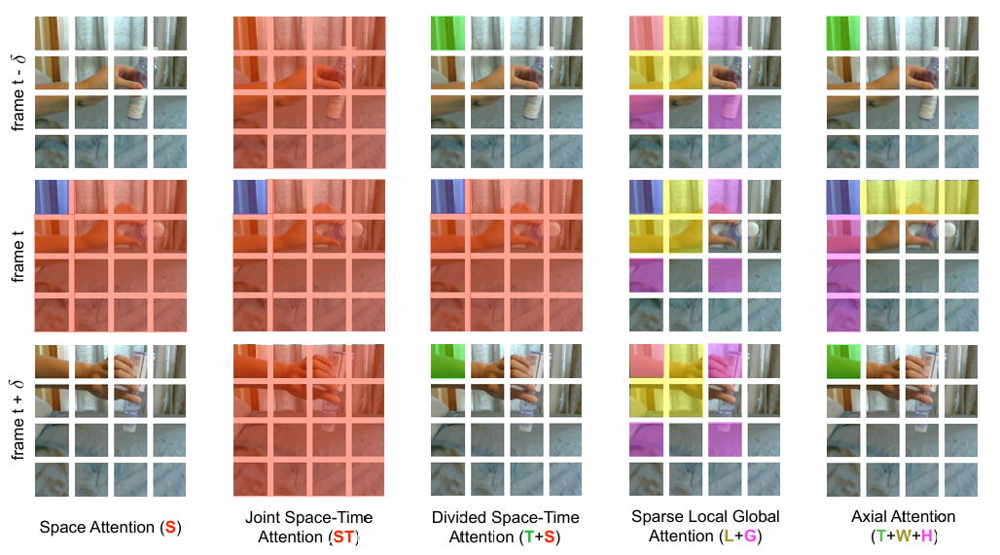 frame t - δ
frame t
frame t + δ
Space Attention (S)
Joint Space-Time
Attention (ST)
Divided Space-Time
Attention (T+S)
Sparse Local Global
Attention (L+G)
Axial Attention
(T+W+H)